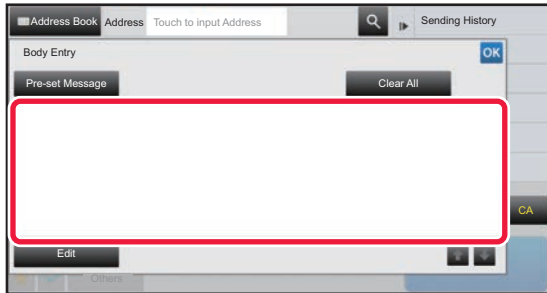 Address Book Address Touch to input Address Sending History
Body Entry OK
Pre-set Message Clear All
CA
Edit
Others